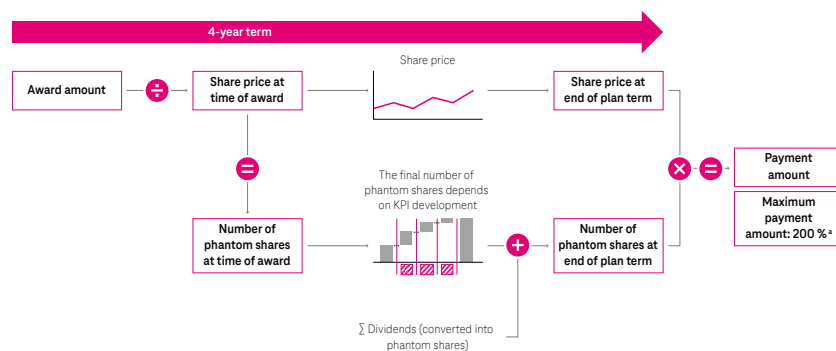 4-year term
Share price
Award amount
÷
Share price at
time of award
Share price at
end of plan term
=
×
=
Payment
amount
Maximum
payment
amount: 200 %ᵃ
The final number of
phantom shares depends
on KPI development
Number of
phantom shares
at time of award
+
Number of
phantom shares at
end of plan term
∑ Dividends (converted into
phantom shares)